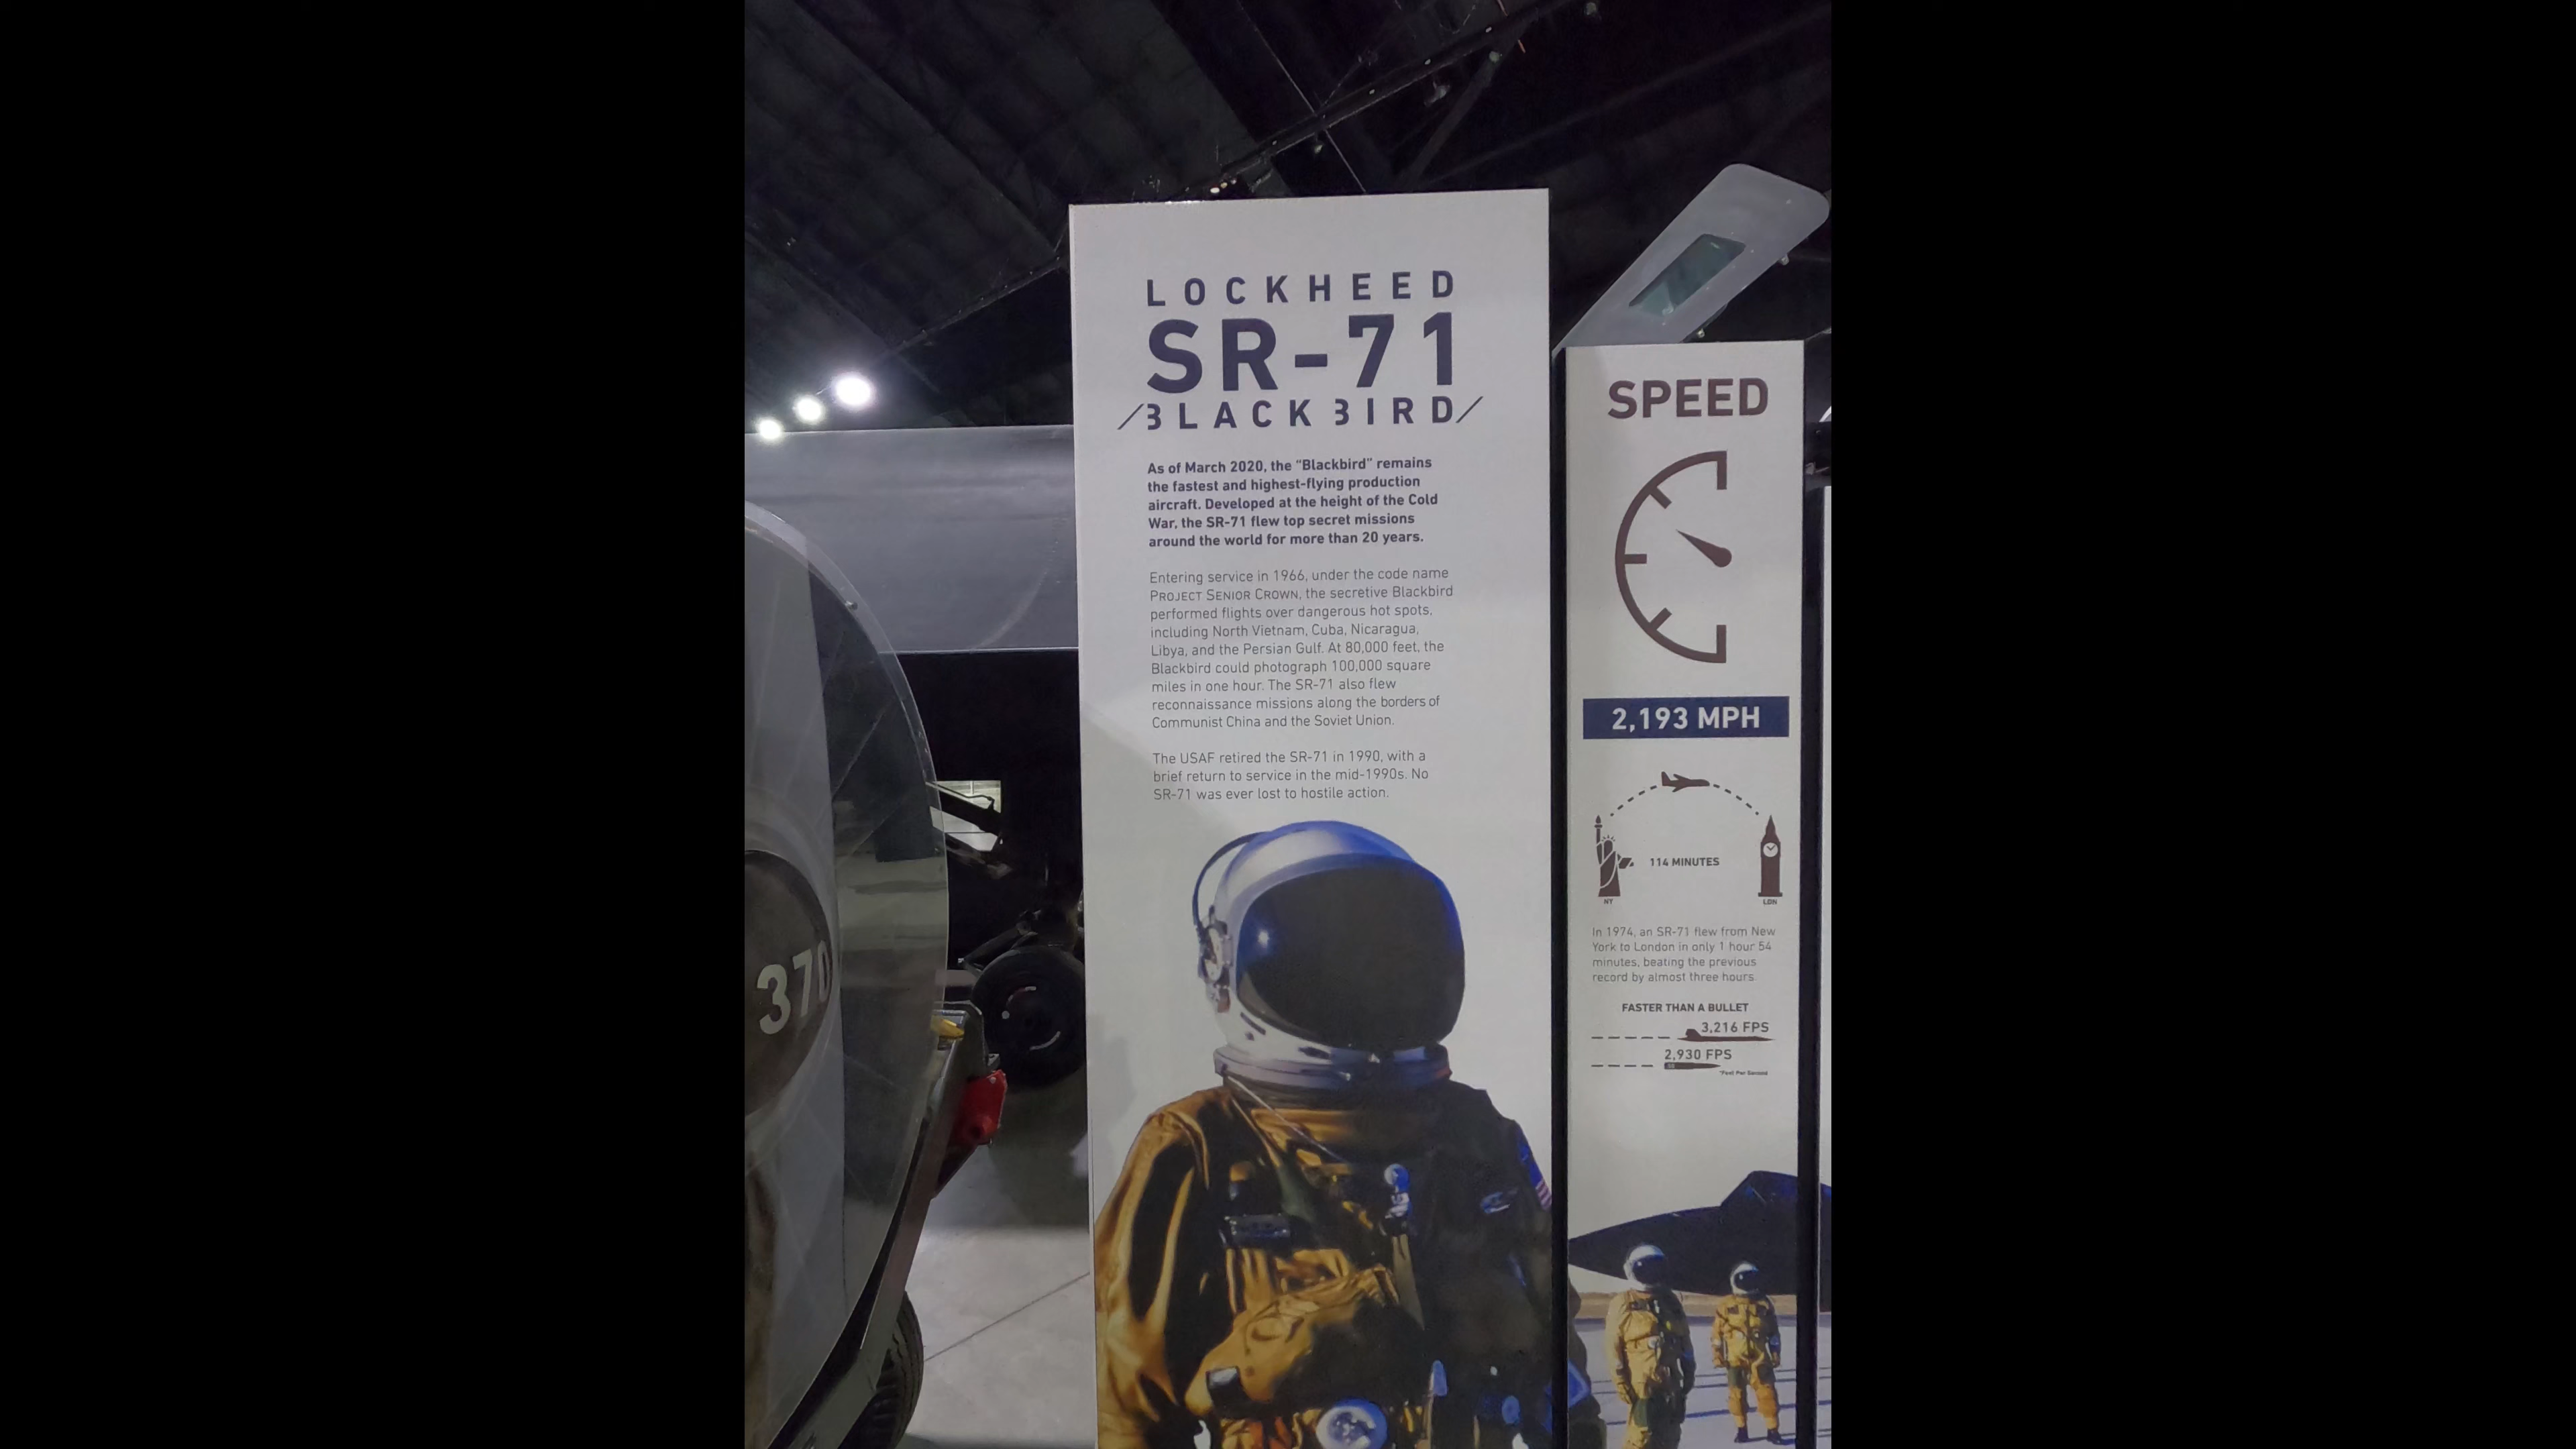 LOCKHEED
SR-71
/BLACKBIRD/
As of March 2020, the “Blackbird” remains
the fastest and highest-flying production
aircraft. Developed at the height of the Cold
War, the SR-71 flew top secret missions
around the world for more than 20 years.
Entering service in 1966, under the code name
PROJECT SENIOR CROWN, the secretive Blackbird
performed flights over dangerous hot spots,
including North Vietnam, Cuba, Nicaragua,
Libya, and the Persian Gulf. At 80,000 feet, the
Blackbird could photograph 100,000 square
miles in one hour. The SR-71 also flew
reconnaissance missions along the borders of
Communist China and the Soviet Union.
The USAF retired the SR-71 in 1990, with a
brief return to service in the mid-1990s. No
SR-71 was ever lost to hostile action.
SPEED
2,193 MPH
114 MINUTES
NY
LDN
In 1974, an SR-71 flew from New
York to London in only 1 hour 54
minutes, beating the previous
record by almost three hours.
FASTER THAN A BULLET
3,216 FPS
2,930 FPS
*Feet Per Second
370